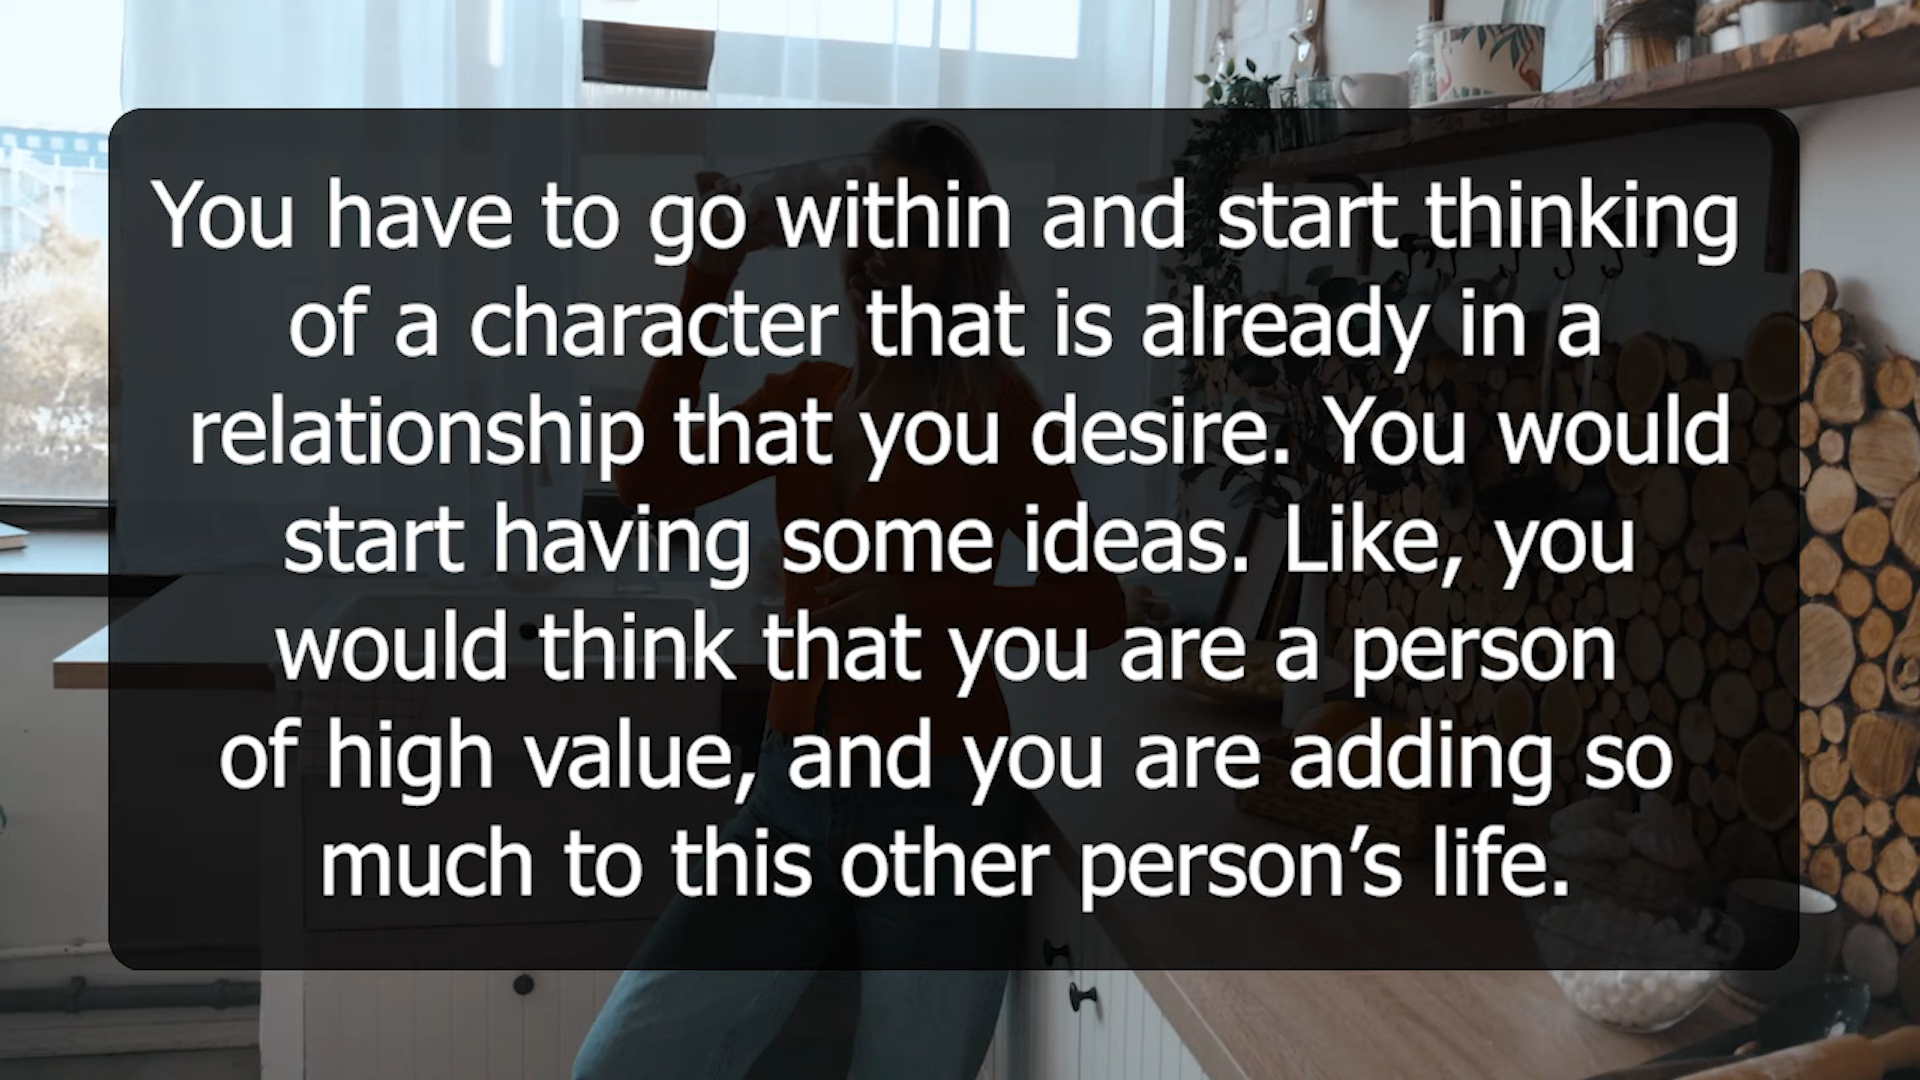 You have to go within and start thinking
of a character that is already in a
relationship that you desire. You would
start having some ideas. Like, you
would think that you are a person
of high value, and you are adding so
much to this other person’s life.